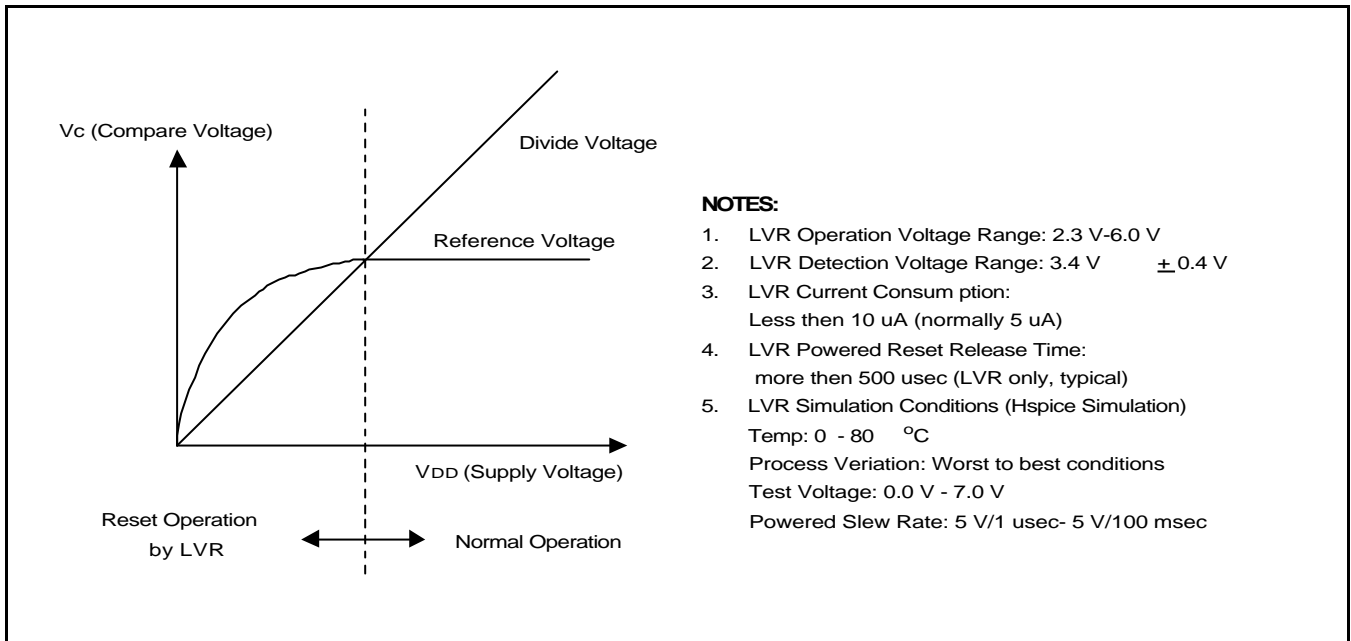 Vc (Compare Voltage)
Divide Voltage
Reference Voltage
VDD (Supply Voltage)
Reset Operation
by LVR
Normal Operation
NOTES:
1. LVR Operation Voltage Range: 2.3 V-6.0 V
2. LVR Detection Voltage Range: 3.4 V ± 0.4 V
3. LVR Current Consum ption:
Less then 10 uA (normally 5 uA)
4. LVR Powered Reset Release Time:
more then 500 usec (LVR only, typical)
5. LVR Simulation Conditions (Hspice Simulation)
Temp: 0 - 80 °C
Process Veriation: Worst to best conditions
Test Voltage: 0.0 V - 7.0 V
Powered Slew Rate: 5 V/1 usec- 5 V/100 msec